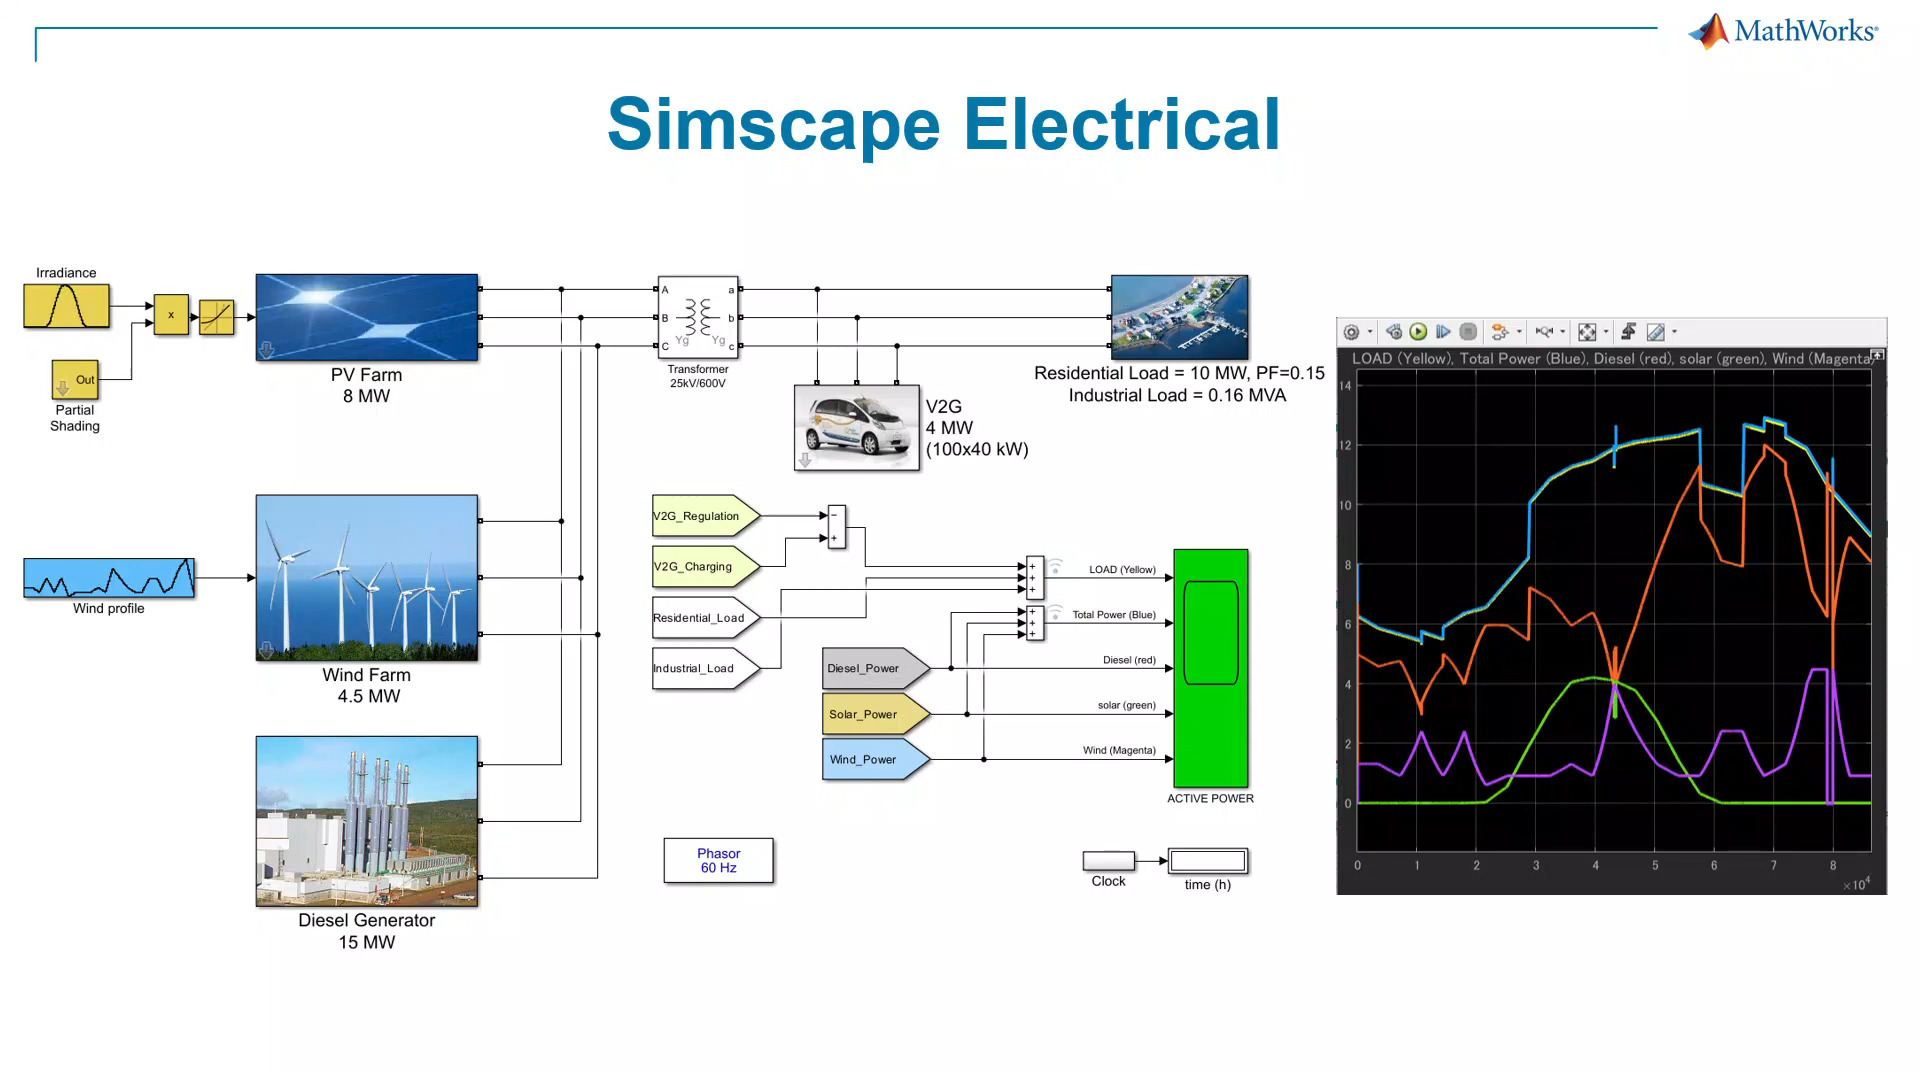 MathWorks®
Simscape Electrical
Irradiance
x
Out
Partial
Shading
PV Farm
8 MW
A
B
C
a
b
c
Yg
Yg
Transformer
25kV/600V
V2G
4 MW
(100x40 kW)
Residential Load = 10 MW, PF=0.15
Industrial Load = 0.16 MVA
Wind profile
Wind Farm
4.5 MW
Diesel Generator
15 MW
V2G_Regulation
V2G_Charging
Residential_Load
Industrial_Load
Diesel_Power
Solar_Power
Wind_Power
−
+
+
+
+
+
+
+
LOAD (Yellow)
Total Power (Blue)
Diesel (red)
solar (green)
Wind (Magenta)
ACTIVE POWER
Phasor
60 Hz
Clock
time (h)
LOAD (Yellow), Total Power (Blue), Diesel (red), solar (green), Wind (Magenta)
14
12
10
8
6
4
2
0
0 1 2 3 4 5 6 7 8
×10⁴